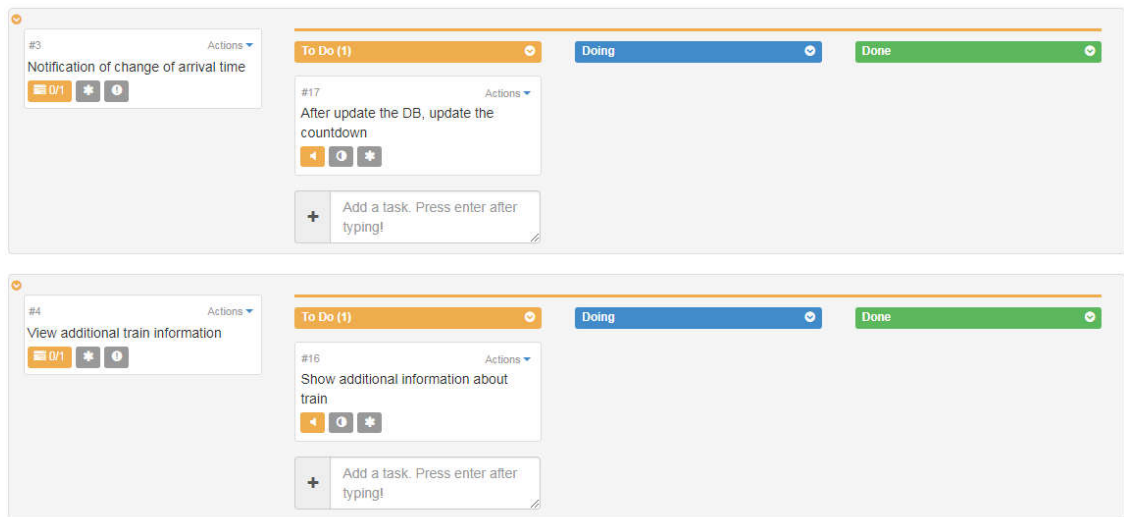 #3 Actions
Notification of change of arrival time
0/1
To Do (1)
Doing
Done
#17 Actions
After update the DB, update the
countdown
Add a task. Press enter after
typing!
#4 Actions
View additional train information
0/1
To Do (1)
Doing
Done
#16 Actions
Show additional information about
train
Add a task. Press enter after
typing!